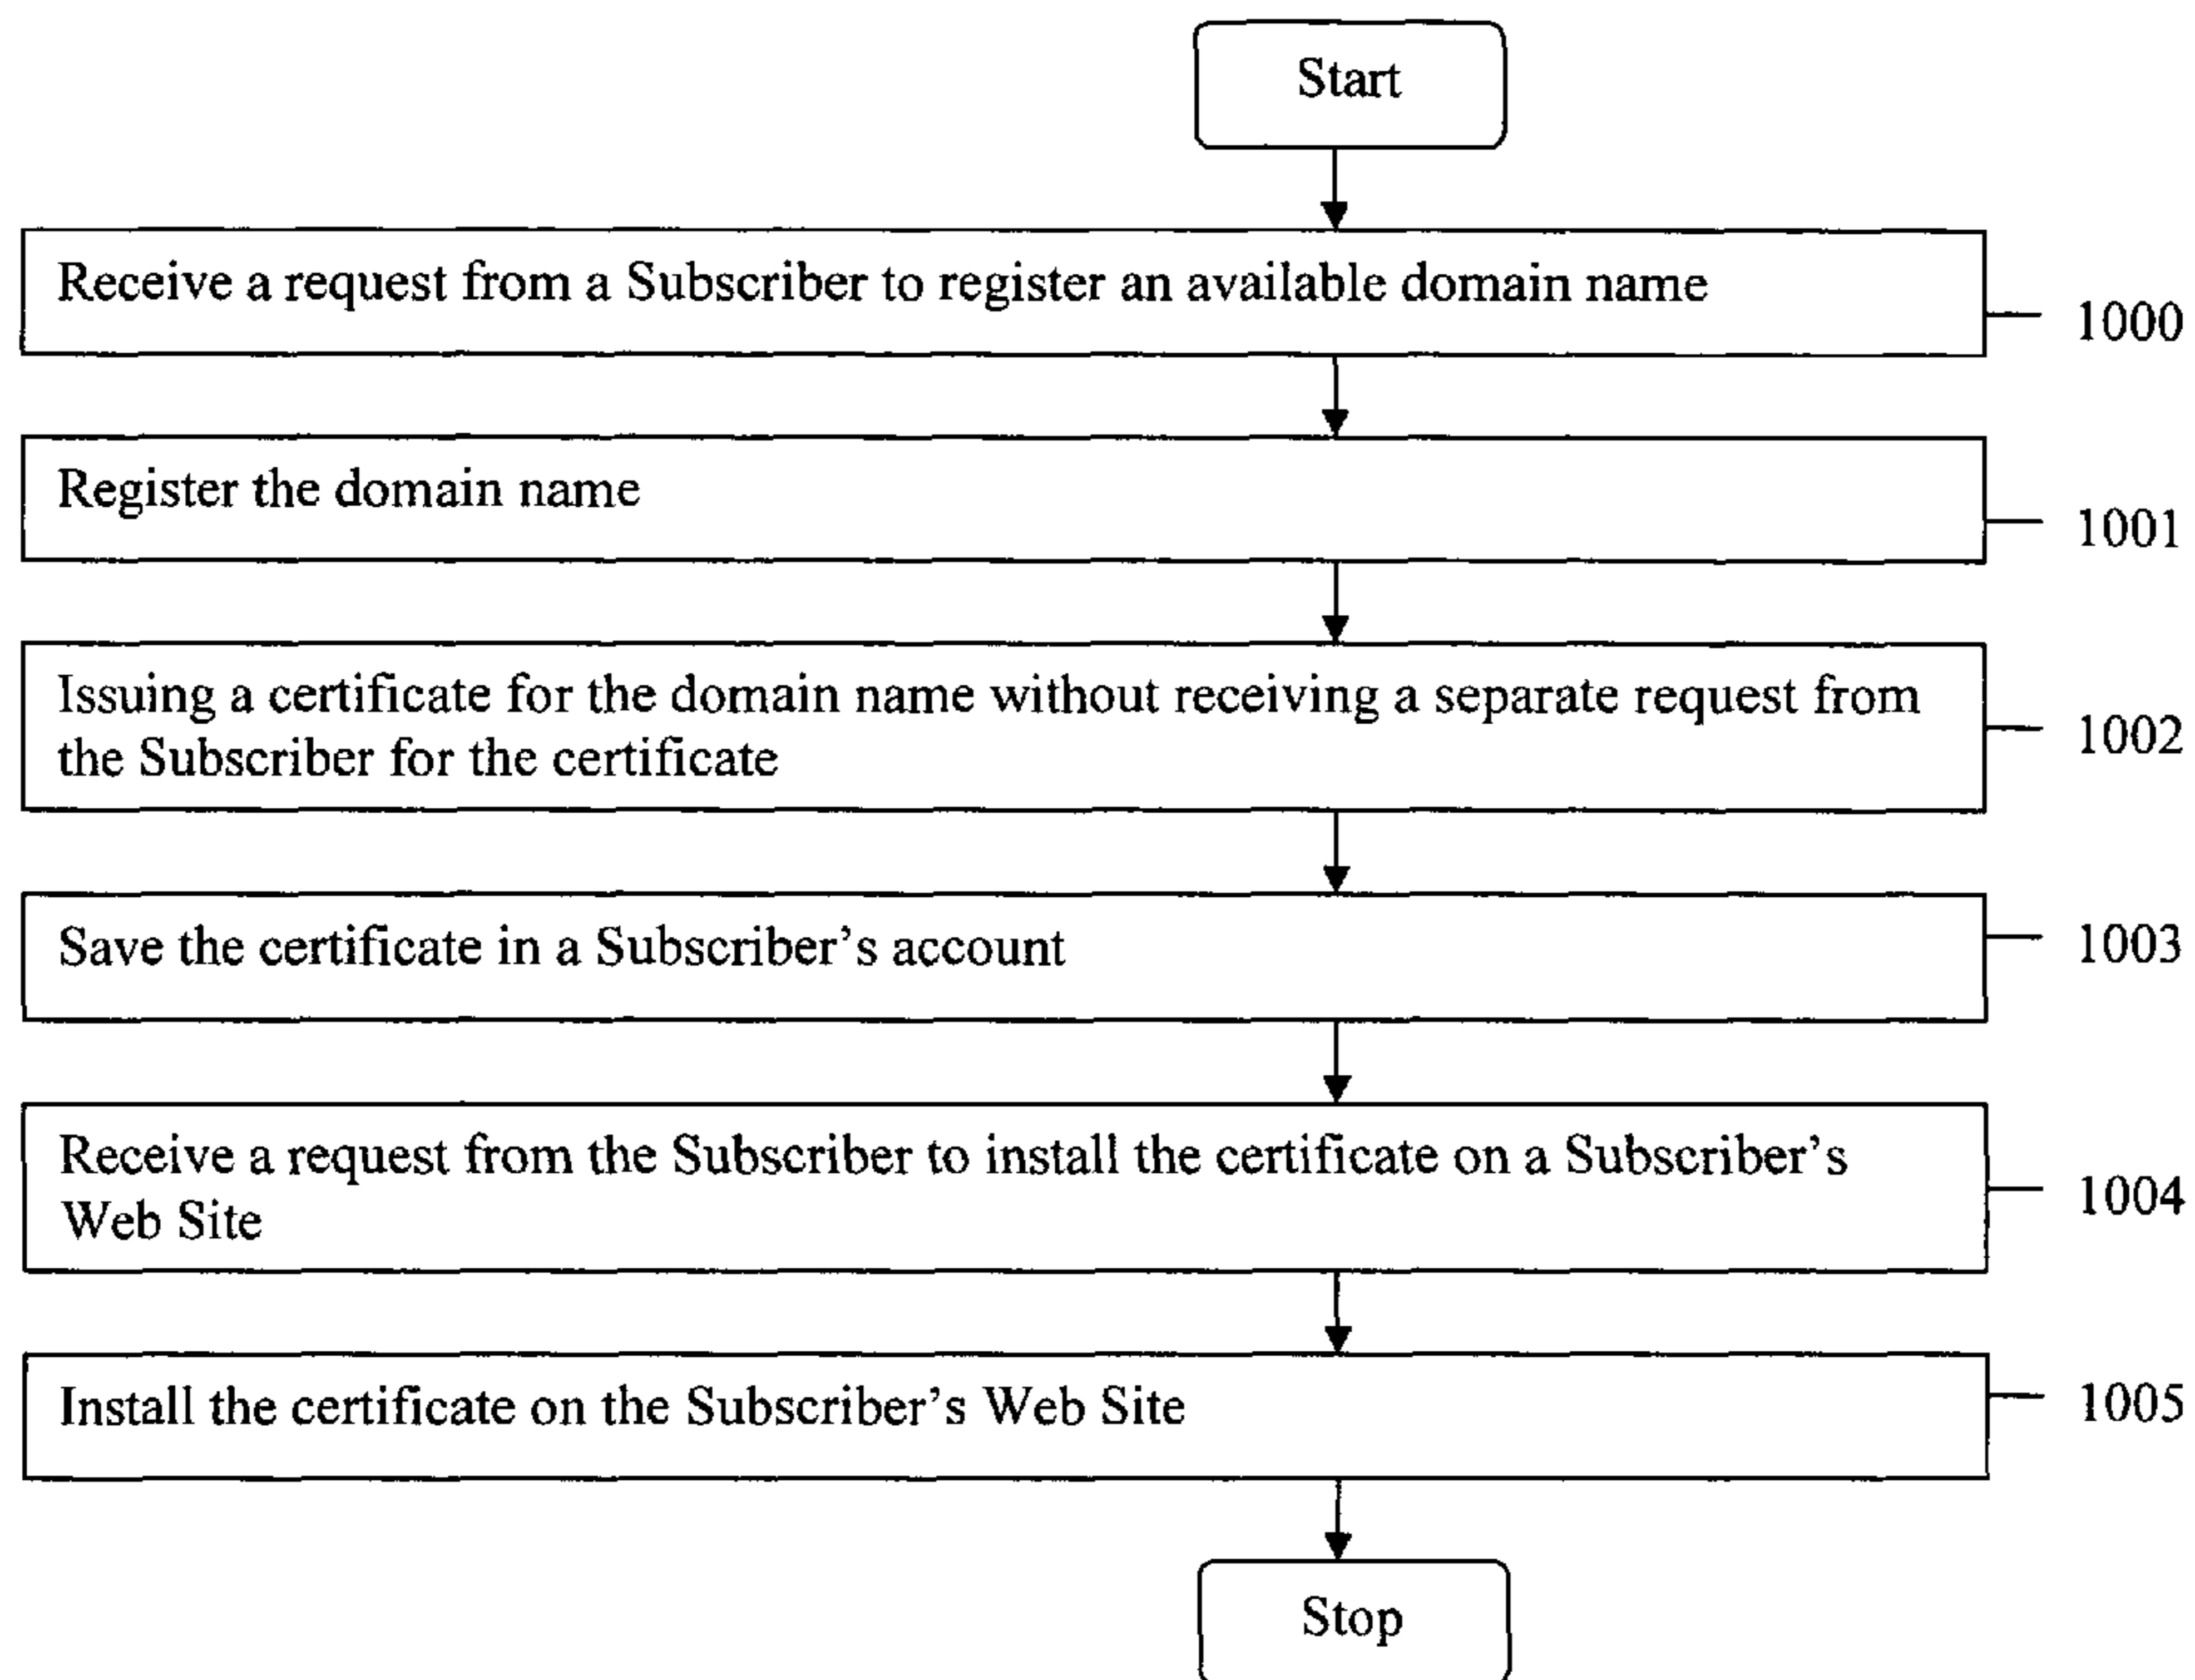 Start
Receive a request from a Subscriber to register an available domain name
1000
Register the domain name
1001
Issuing a certificate for the domain name without receiving a separate request from
the Subscriber for the certificate
1002
Save the certificate in a Subscriber’s account
1003
Receive a request from the Subscriber to install the certificate on a Subscriber’s
Web Site
1004
Install the certificate on the Subscriber’s Web Site
1005
Stop